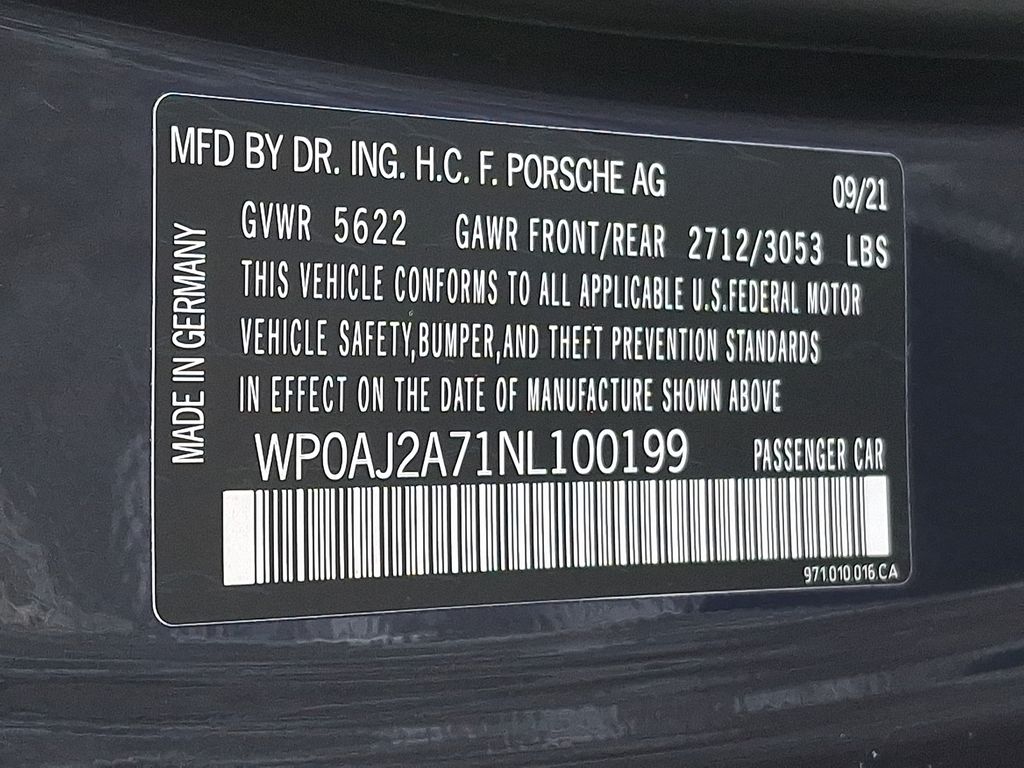 MFD BY DR. ING. H.C. F. PORSCHE AG 09/21
GVWR 5622 GAWR FRONT/REAR 2712/3053 LBS
THIS VEHICLE CONFORMS TO ALL APPLICABLE U.S.FEDERAL MOTOR
VEHICLE SAFETY,BUMPER,AND THEFT PREVENTION STANDARDS
IN EFFECT ON THE DATE OF MANUFACTURE SHOWN ABOVE
WP0AJ2A71NL100199 PASSENGER CAR
971.010.016.CA
MADE IN GERMANY